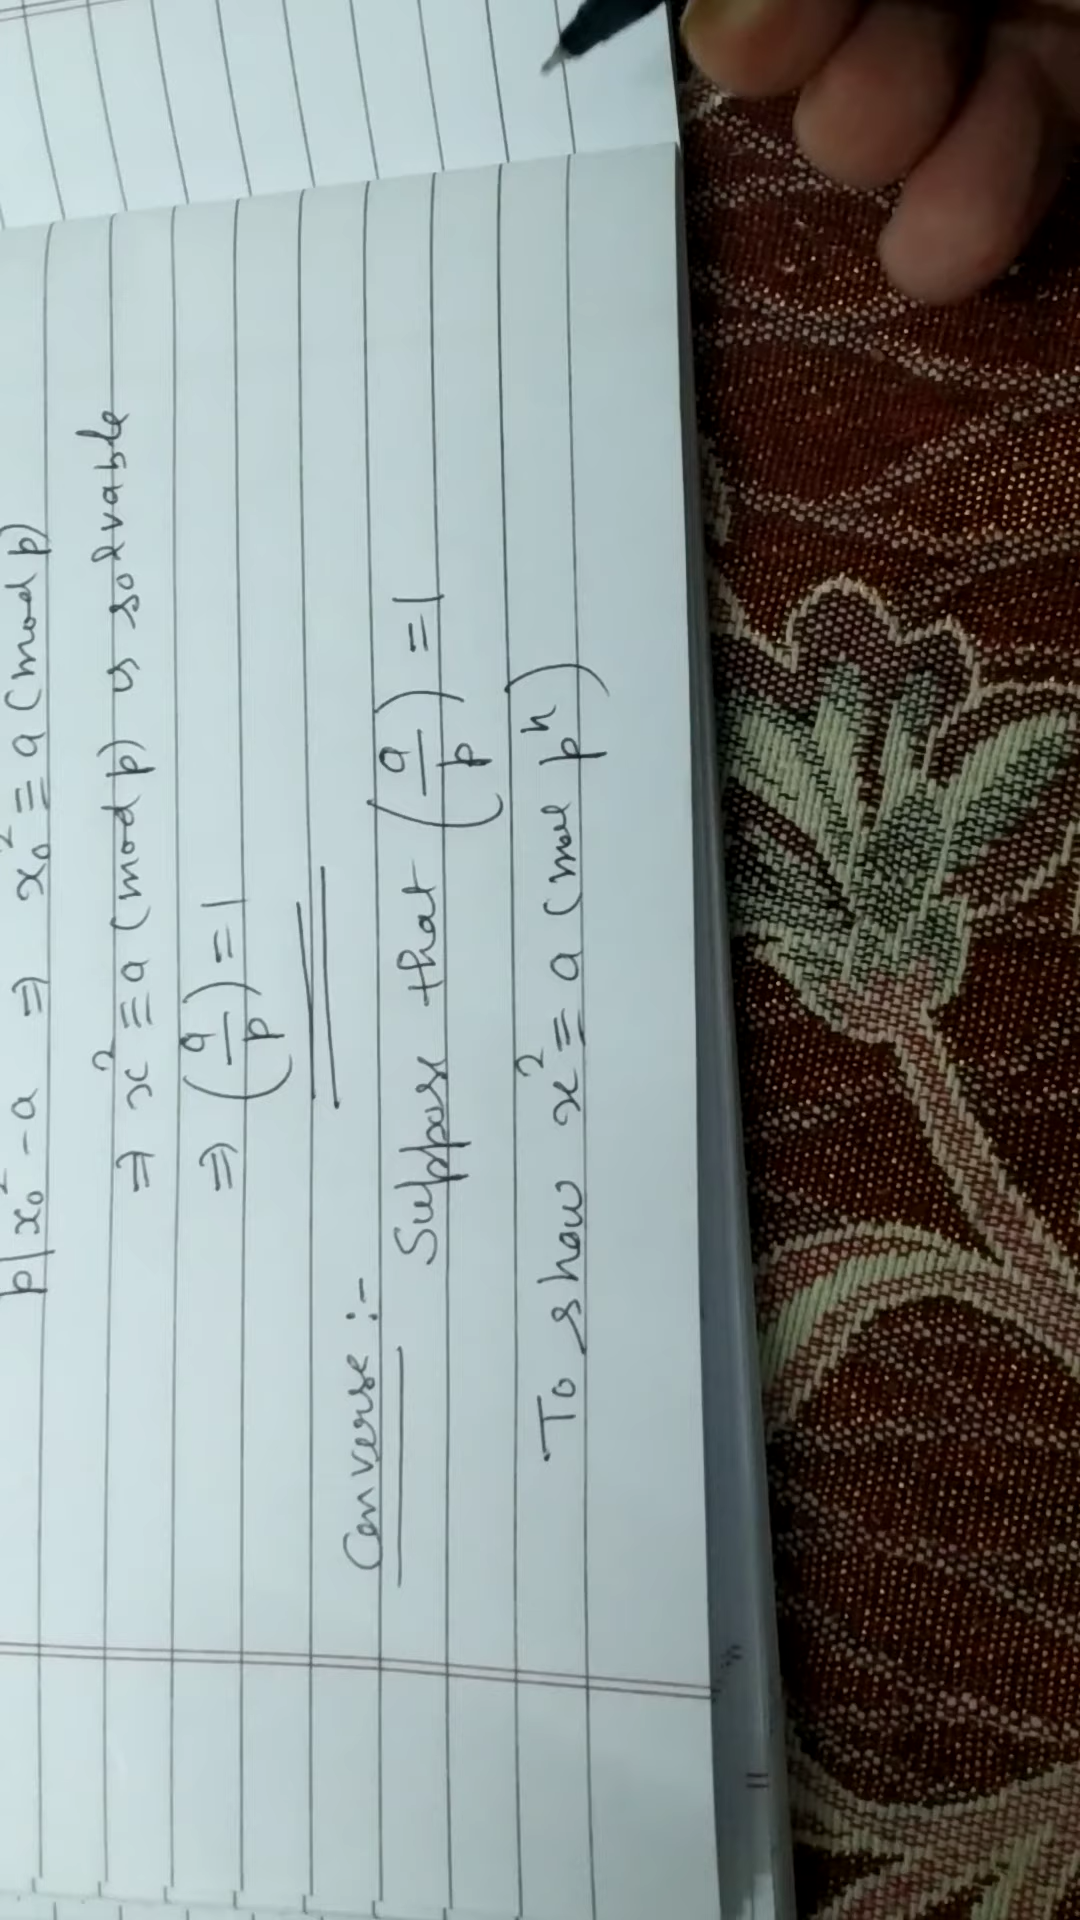 p | x₀² - a ⇒ x₀² ≡ a (mod p)
⇒ x² ≡ a (mod p) is solvable
⇒ (a/p) = 1
Converse :-
Suppose that (a/p) = 1
To show x² ≡ a (mod pⁿ)